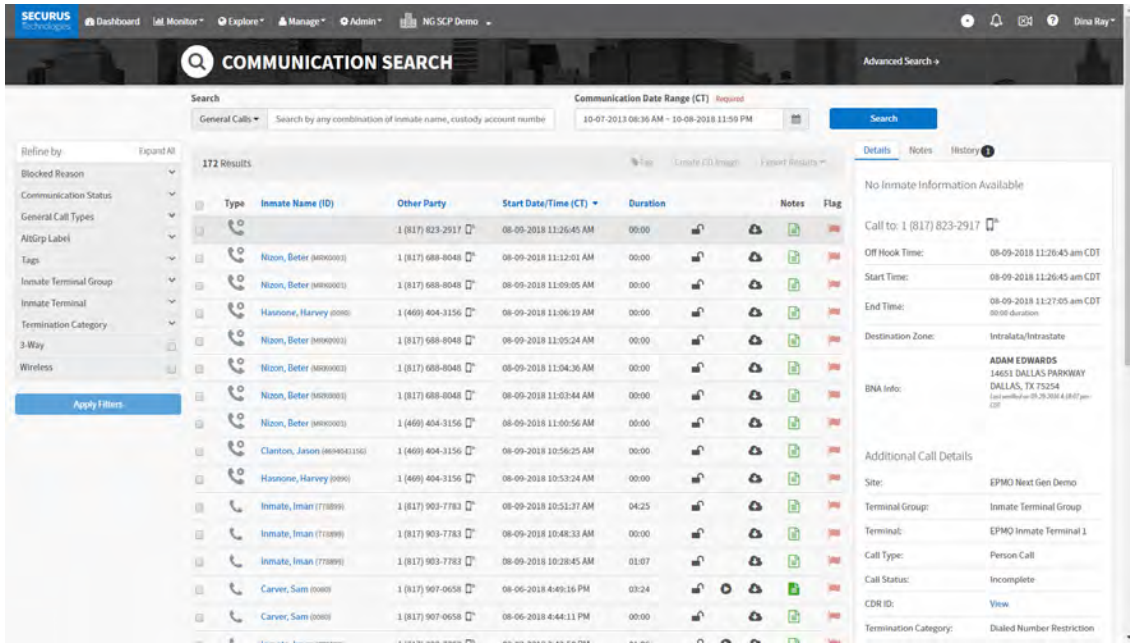 SECURUS Technologies Dashboard Monitor Explore Manage Admin NG SCP Demo Dina Ray
COMMUNICATION SEARCH Advanced Search
Search Communication Date Range (CT) Required
General Calls Search by any combination of inmate name, custody account numbe 10-07-2013 08:36 AM - 10-08-2018 11:59 PM Search
Refine by Expand All
Blocked Reason
Communication Status
General Call Types
AltGrp Label
Tags
Inmate Terminal Group
Inmate Terminal
Termination Category
3-Way
Wireless
Apply Filters
172 Results Tag Create CD Image Export Results
Type Inmate Name (ID) Other Party Start Date/Time (CT) Duration Notes Flag
1 (817) 823-2917 08-09-2018 11:26:45 AM 00:00
Nizon, Beter 1 (817) 688-8048 08-09-2018 11:12:01 AM 00:00
Nizon, Beter 1 (817) 688-8048 08-09-2018 11:09:05 AM 00:00
Hasnone, Harvey 1 (469) 404-3156 08-09-2018 11:06:19 AM 00:00
Nizon, Beter 1 (817) 688-8048 08-09-2018 11:05:24 AM 00:00
Nizon, Beter 1 (817) 688-8048 08-09-2018 11:04:36 AM 00:00
Nizon, Beter 1 (817) 688-8048 08-09-2018 11:03:44 AM 00:00
Nizon, Beter 1 (469) 404-3156 08-09-2018 11:00:56 AM 00:00
Clanton, Jason 1 (469) 404-3156 08-09-2018 10:56:25 AM 00:00
Hasnone, Harvey 1 (469) 404-3156 08-09-2018 10:53:24 AM 00:00
Inmate, Iman 1 (817) 903-7783 08-09-2018 10:51:37 AM 04:25
Inmate, Iman 1 (817) 903-7783 08-09-2018 10:48:33 AM 00:00
Inmate, Iman 1 (817) 903-7783 08-09-2018 10:28:45 AM 01:07
Carver, Sam 1 (817) 907-0658 08-06-2018 4:49:16 PM 03:24
Carver, Sam 1 (817) 907-0658 08-06-2018 4:44:11 PM 00:00
Details Notes History 1
No Inmate Information Available
Call to: 1 (817) 823-2917
Off Hook Time: 08-09-2018 11:26:45 am CDT
Start Time: 08-09-2018 11:26:45 am CDT
End Time: 08-09-2018 11:27:05 am CDT
00:00 duration
Destination Zone: Intralata/Intrastate
BNA Info: ADAM EDWARDS
14651 DALLAS PARKWAY
DALLAS, TX 75254
Additional Call Details
Site: EPMO Next Gen Demo
Terminal Group: Inmate Terminal Group
Terminal: EPMO Inmate Terminal 1
Call Type: Person Call
Call Status: Incomplete
CDR ID: View
Termination Category: Dialed Number Restriction